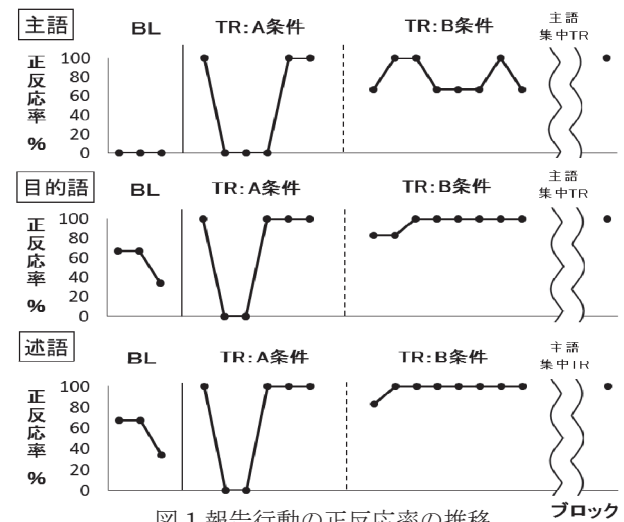 主語
BL
TR:A条件
TR:B条件
主語
集中TR
正反応率 %
100
80
60
40
20
0
目的語
BL
TR:A条件
TR:B条件
主語
集中TR
正反応率 %
100
80
60
40
20
0
述語
BL
TR:A条件
TR:B条件
主語
集中TR
正反応率 %
100
80
60
40
20
0
ブロック
図1 報告行動の正反応率の推移